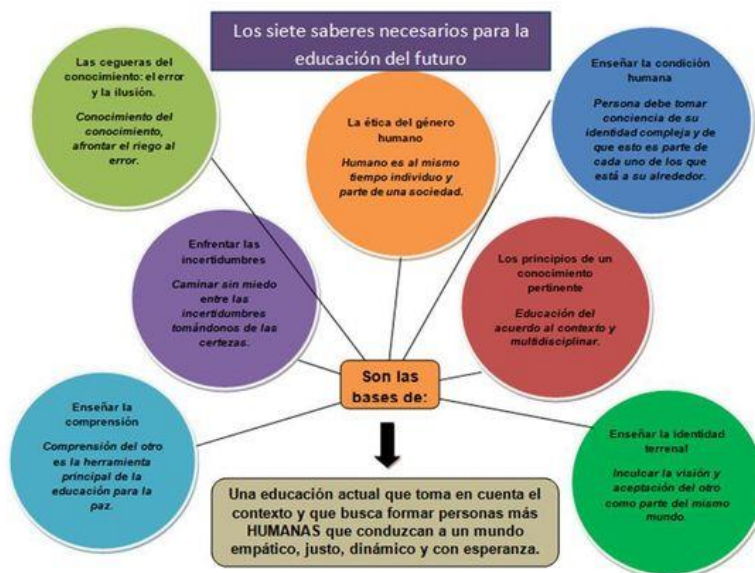 Los siete saberes necesarios para la
educación del futuro
Las cegueras del
conocimiento: el error
y la ilusión.
Conocimiento del
conocimiento,
afrontar el riego al
error.
La ética del género
humano
Humano es al mismo
tiempo individuo y
parte de una sociedad.
Enseñar la condición
humana
Persona debe tomar
conciencia de su
identidad compleja y de
que esto es parte de
cada uno de los que
está a su alrededor.
Enfrentar las
incertidumbres
Caminar sin miedo
entre las
incertidumbres
tomándonos de las
certezas.
Los principios de un
conocimiento
pertinente
Educación del
acuerdo al contexto y
multidisciplinar.
Son las
bases de:
Enseñar la
comprensión
Comprensión del otro
es la herramienta
principal de la
educación para la
paz.
Enseñar la identidad
terrenal
Inculcar la visión y
aceptación del otro
como parte del mismo
mundo.
Una educación actual que toma en cuenta el
contexto y que busca formar personas más
HUMANAS que conduzcan a un mundo
empático, justo, dinámico y con esperanza.